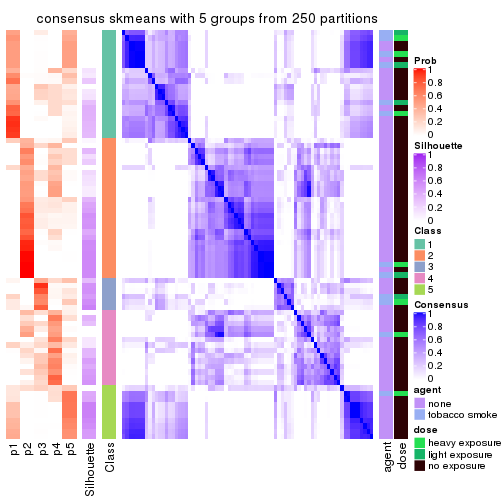 consensus skmeans with 5 groups from 250 partitions
Prob
1
0.8
0.6
0.4
0.2
0
Silhouette
1
0.8
0.6
0.4
0.2
0
Class
1
2
3
4
5
Consensus
1
0.8
0.6
0.4
0.2
0
agent
none
tobacco smoke
dose
heavy exposure
light exposure
no exposure
p1
p2
p3
p4
p5
Silhouette
Class
agent
dose